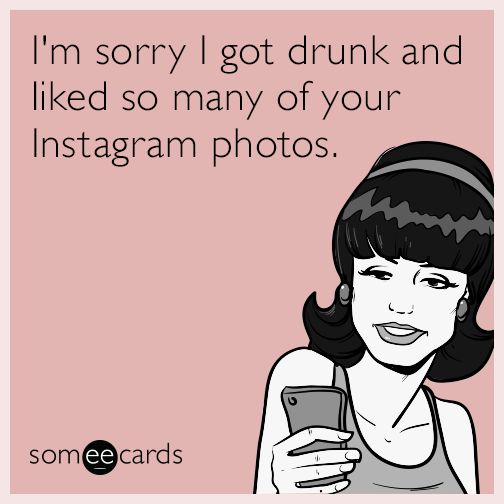 I'm sorry I got drunk and
liked so many of your
Instagram photos.
someecards